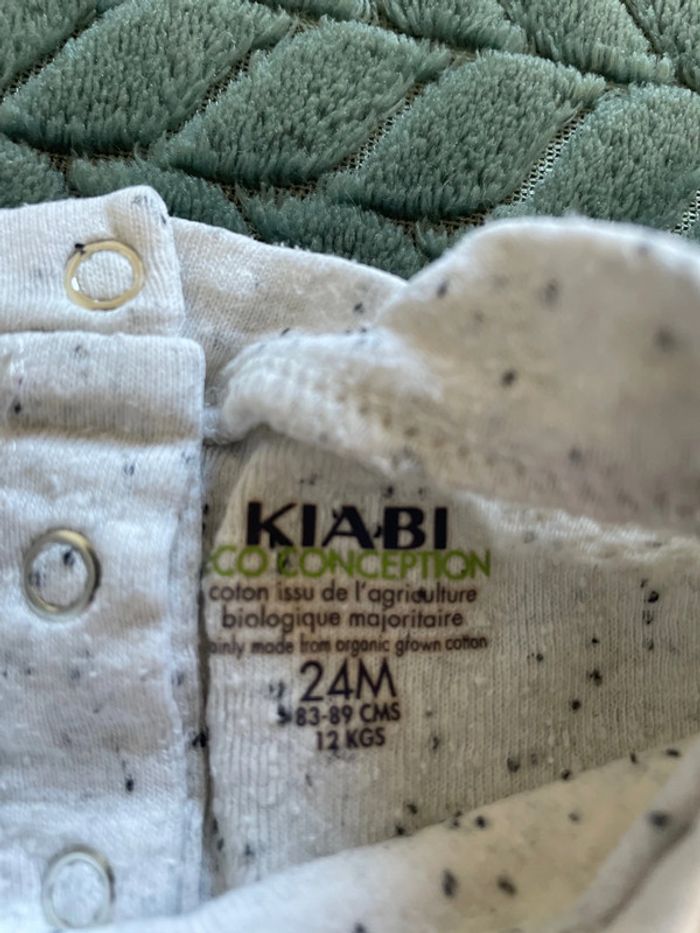 KIABI
CO CONCEPTION
coton issu de l'agriculture
biologique majoritaire
ainly made from organic grown cotton
24M
83-89 CMS
12 KGS